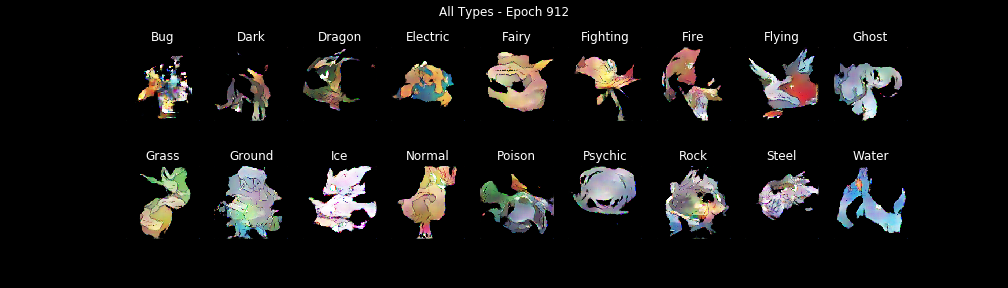 All Types - Epoch 912
Bug Dark Dragon Electric Fairy Fighting Fire Flying Ghost
Grass Ground Ice Normal Poison Psychic Rock Steel Water